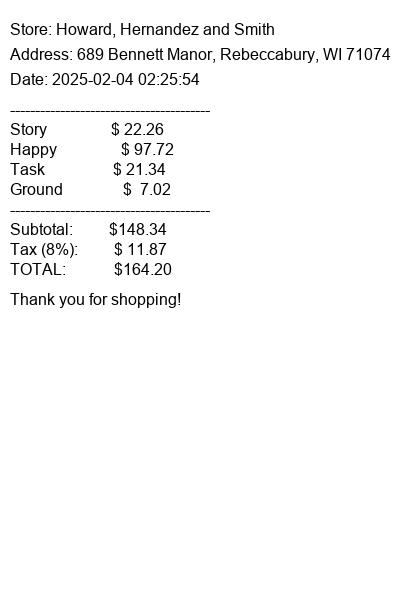 Store: Howard, Hernandez and Smith
Address: 689 Bennett Manor, Rebeccabury, WI 71074
Date: 2025-02-04 02:25:54
----------------------------------------
Story $ 22.26
Happy $ 97.72
Task $ 21.34
Ground $  7.02
----------------------------------------
Subtotal: $148.34
Tax (8%): $ 11.87
TOTAL: $164.20
Thank you for shopping!